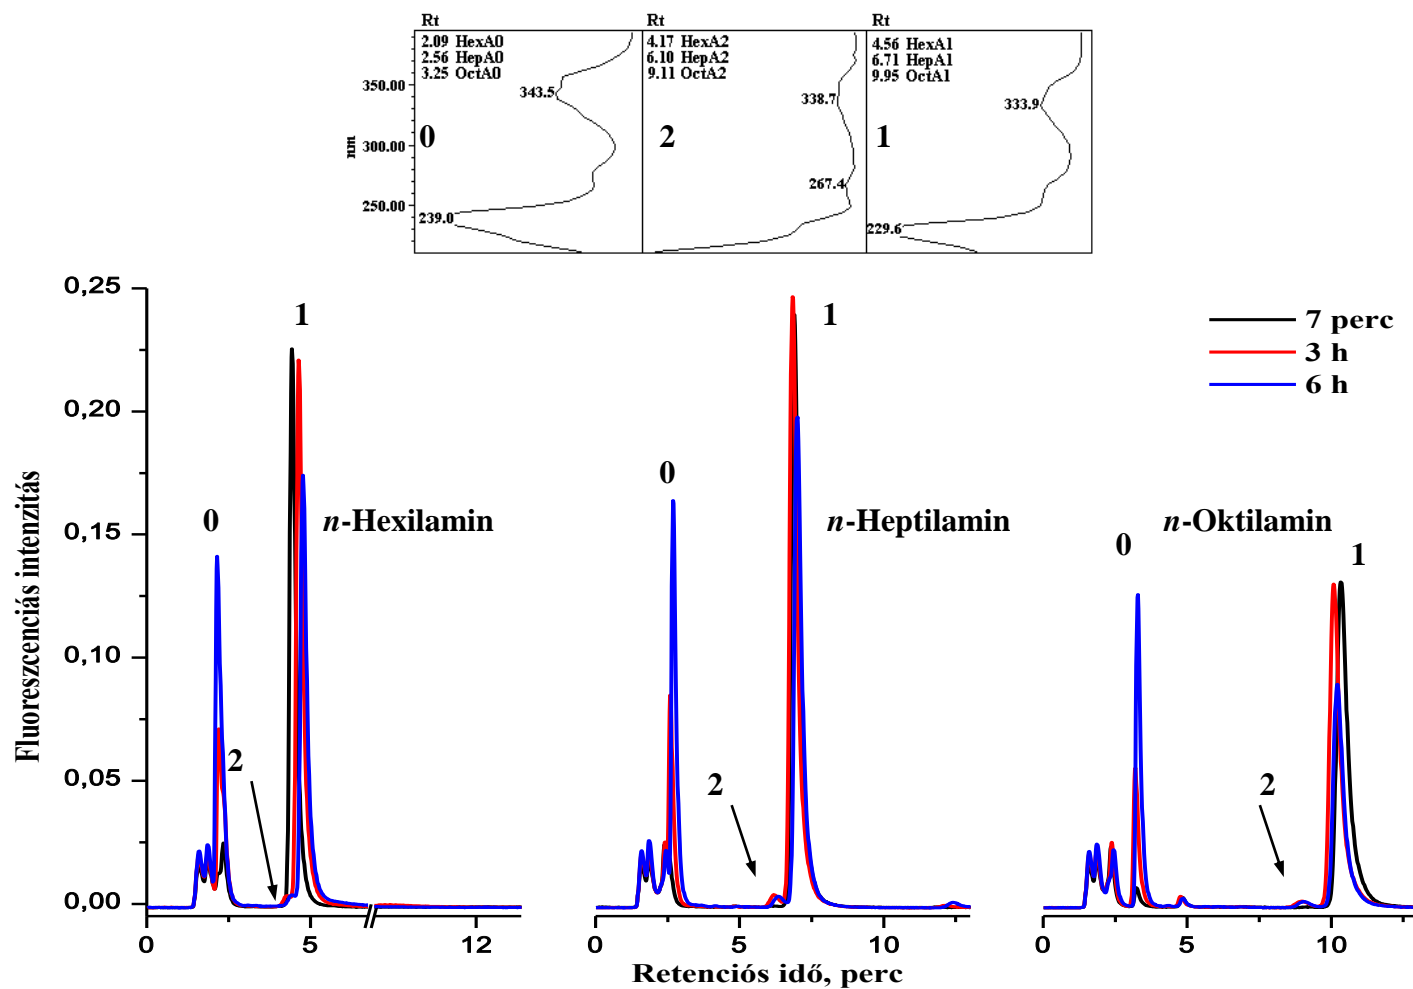 Rt Rt Rt
2.09 HexA0
2.56 HepA0
3.25 OctA0
4.17 HexA2
6.10 HepA2
9.11 OctA2
4.56 HexA1
6.71 HepA1
9.95 OctA1
350.00
300.00
250.00
nm
343.5
239.0
0
338.7
267.4
2
333.9
229.6
1
0,25
0,20
0,15
0,10
0,05
0,00
Fluoreszcenciás intenzitás
7 perc
3 h
6 h
1
0
n-Hexilamin
2
1
0
n-Heptilamin
2
n-Oktilamin
0
1
2
0 5 12
0 5 10
0 5 10
Retenciós idő, perc